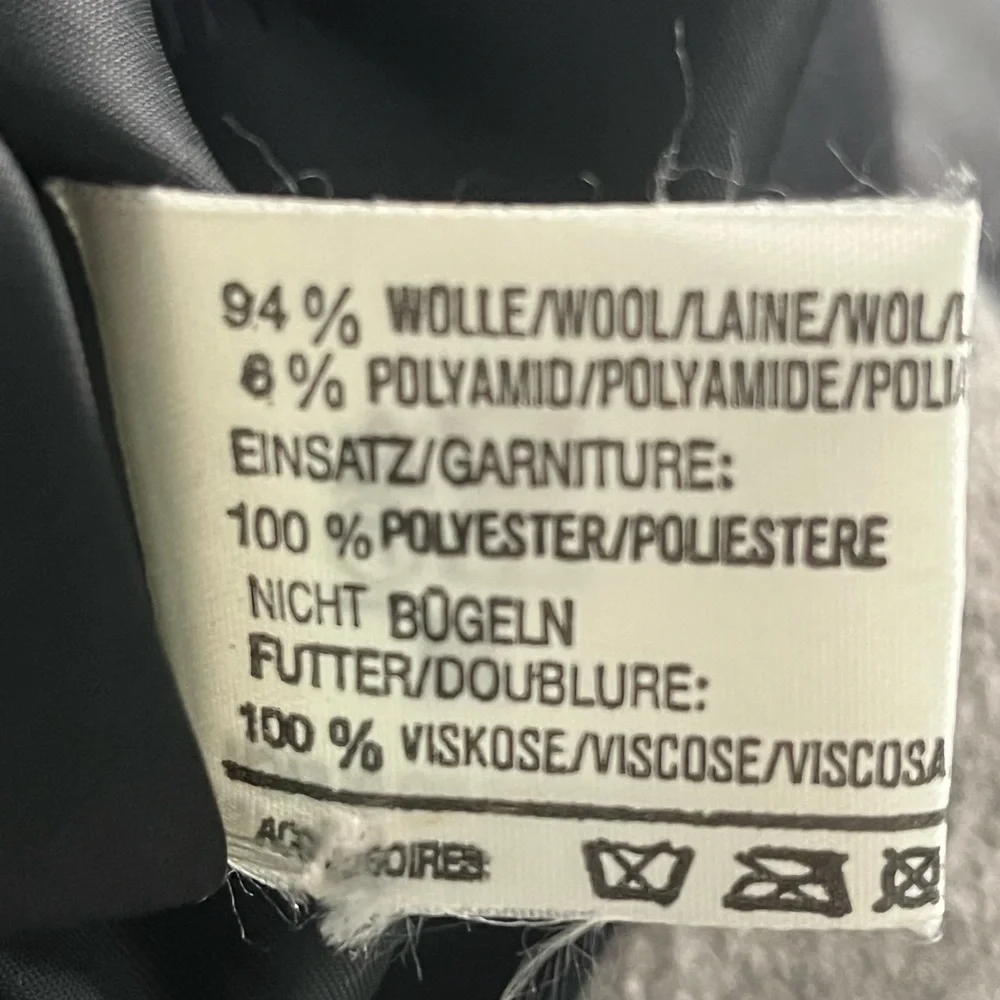 94 % WOLLE/WOOL/LAINE/WOL/L
6 % POLYAMID/POLYAMIDE/POLIA
EINSATZ/GARNITURE:
100 % POLYESTER/POLIESTERE
NICHT BÜGELN
FUTTER/DOUBLURE:
100 % VISKOSE/VISCOSE/VISCOSA